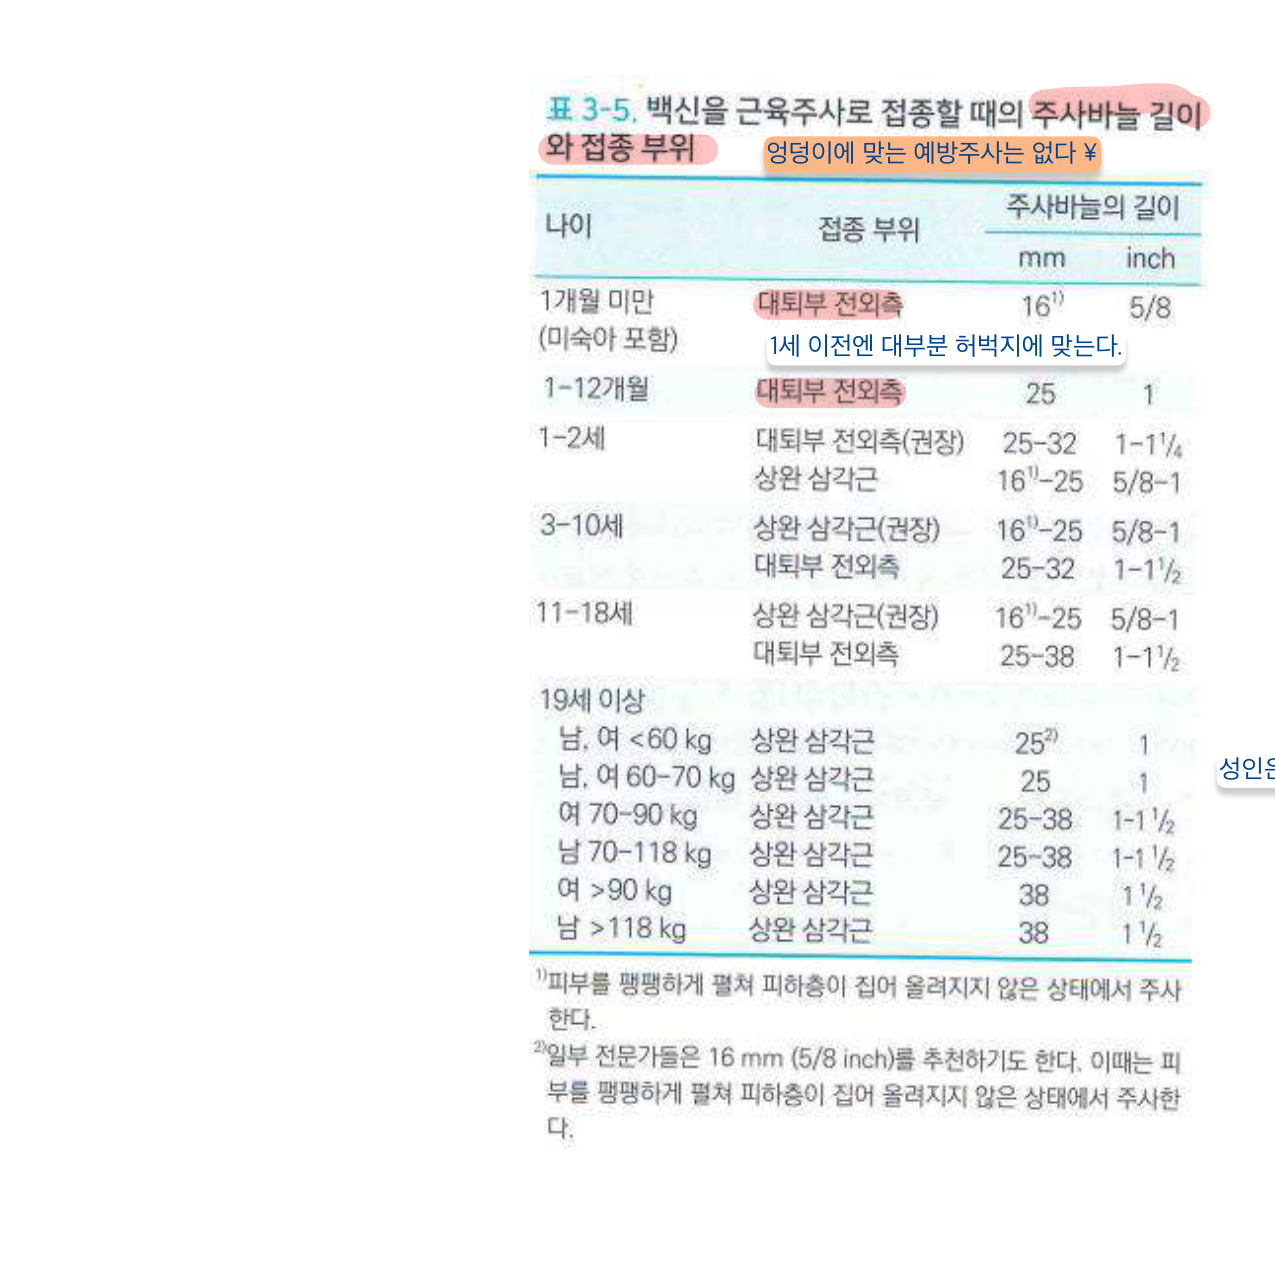 표 3-5. 백신을 근육주사로 접종할 때의 주사바늘 길이
와 접종 부위
엉덩이에 맞는 예방주사는 없다 ¥
나이 접종 부위 주사바늘의 길이
mm inch
1개월 미만 대퇴부 전외측 16¹⁾ 5/8
(미숙아 포함)
1세 이전엔 대부분 허벅지에 맞는다.
1-12개월 대퇴부 전외측 25 1
1-2세 대퇴부 전외측(권장) 25-32 1-1¹/₄
상완 삼각근 16¹⁾-25 5/8-1
3-10세 상완 삼각근(권장) 16¹⁾-25 5/8-1
대퇴부 전외측 25-32 1-1¹/₂
11-18세 상완 삼각근(권장) 16¹⁾-25 5/8-1
대퇴부 전외측 25-38 1-1¹/₂
19세 이상
남, 여 <60 kg 상완 삼각근 25²⁾ 1
남, 여 60-70 kg 상완 삼각근 25 1
여 70-90 kg 상완 삼각근 25-38 1-1 ¹/₂
남 70-118 kg 상완 삼각근 25-38 1-1 ¹/₂
여 >90 kg 상완 삼각근 38 1 ¹/₂
남 >118 kg 상완 삼각근 38 1 ¹/₂
성인은
¹⁾피부를 팽팽하게 펼쳐 피하층이 집어 올려지지 않은 상태에서 주사
한다.
²⁾일부 전문가들은 16 mm (5/8 inch)를 추천하기도 한다. 이때는 피
부를 팽팽하게 펼쳐 피하층이 집어 올려지지 않은 상태에서 주사한
다.